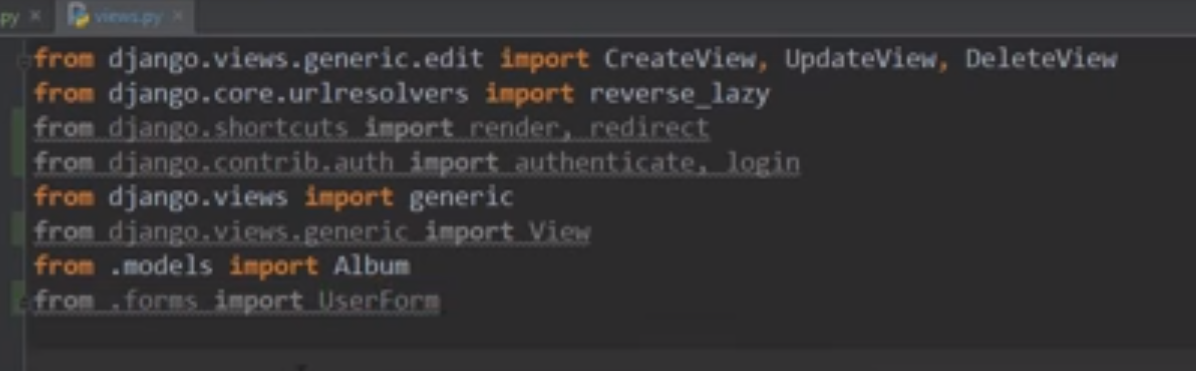 py × views.py ×
from django.views.generic.edit import CreateView, UpdateView, DeleteView
from django.core.urlresolvers import reverse_lazy
from django.shortcuts import render, redirect
from django.contrib.auth import authenticate, login
from django.views import generic
from django.views.generic import View
from .models import Album
from .forms import UserForm